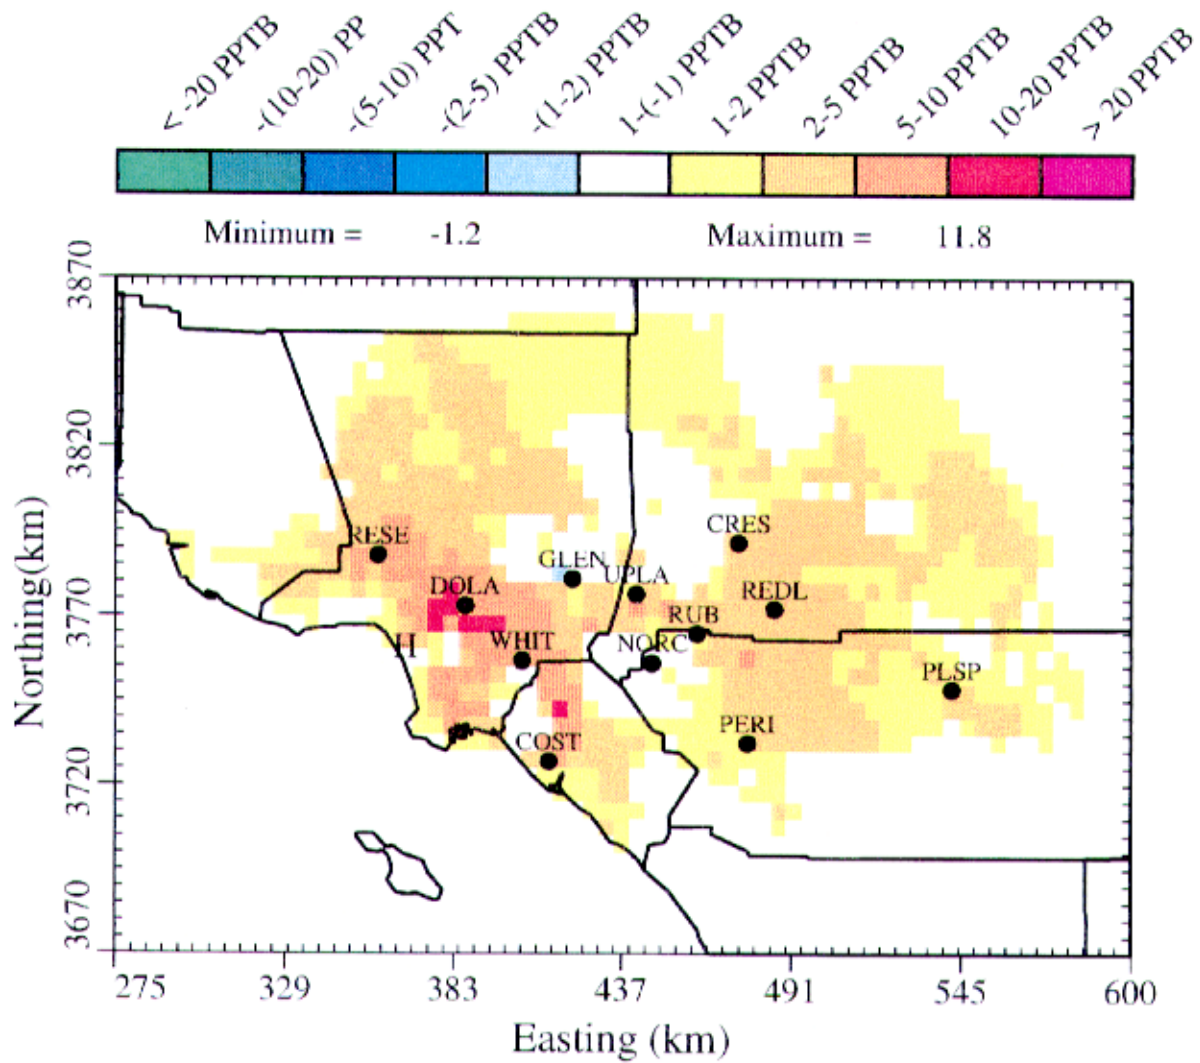 < -20 PPTB
-(10-20) PP
-(5-10) PPT
-(2-5) PPTB
-(1-2) PPTB
1-(-1) PPTB
1-2 PPTB
2-5 PPTB
5-10 PPTB
10-20 PPTB
> 20 PPTB
Minimum = -1.2 Maximum = 11.8
3870
3820
3770
3720
3670
Northing(km)
CRES
RESE
GLEN
UPLA
DOLA
REDL
RUB
H
WHIT
NORC
PLSP
PERI
COST
275 329 383 437 491 545 600
Easting (km)